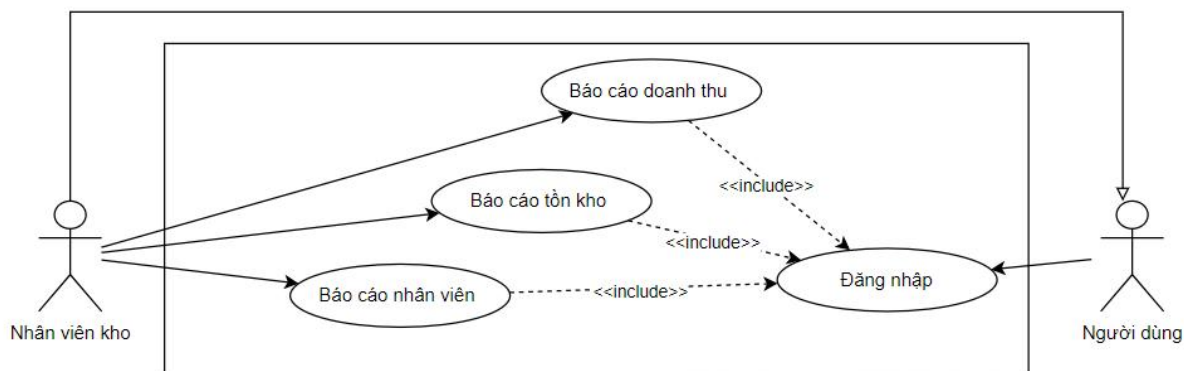 Báo cáo doanh thu
<<include>>
Báo cáo tồn kho
<<include>>
Đăng nhập
Báo cáo nhân viên
<<include>>
Nhân viên kho
Người dùng